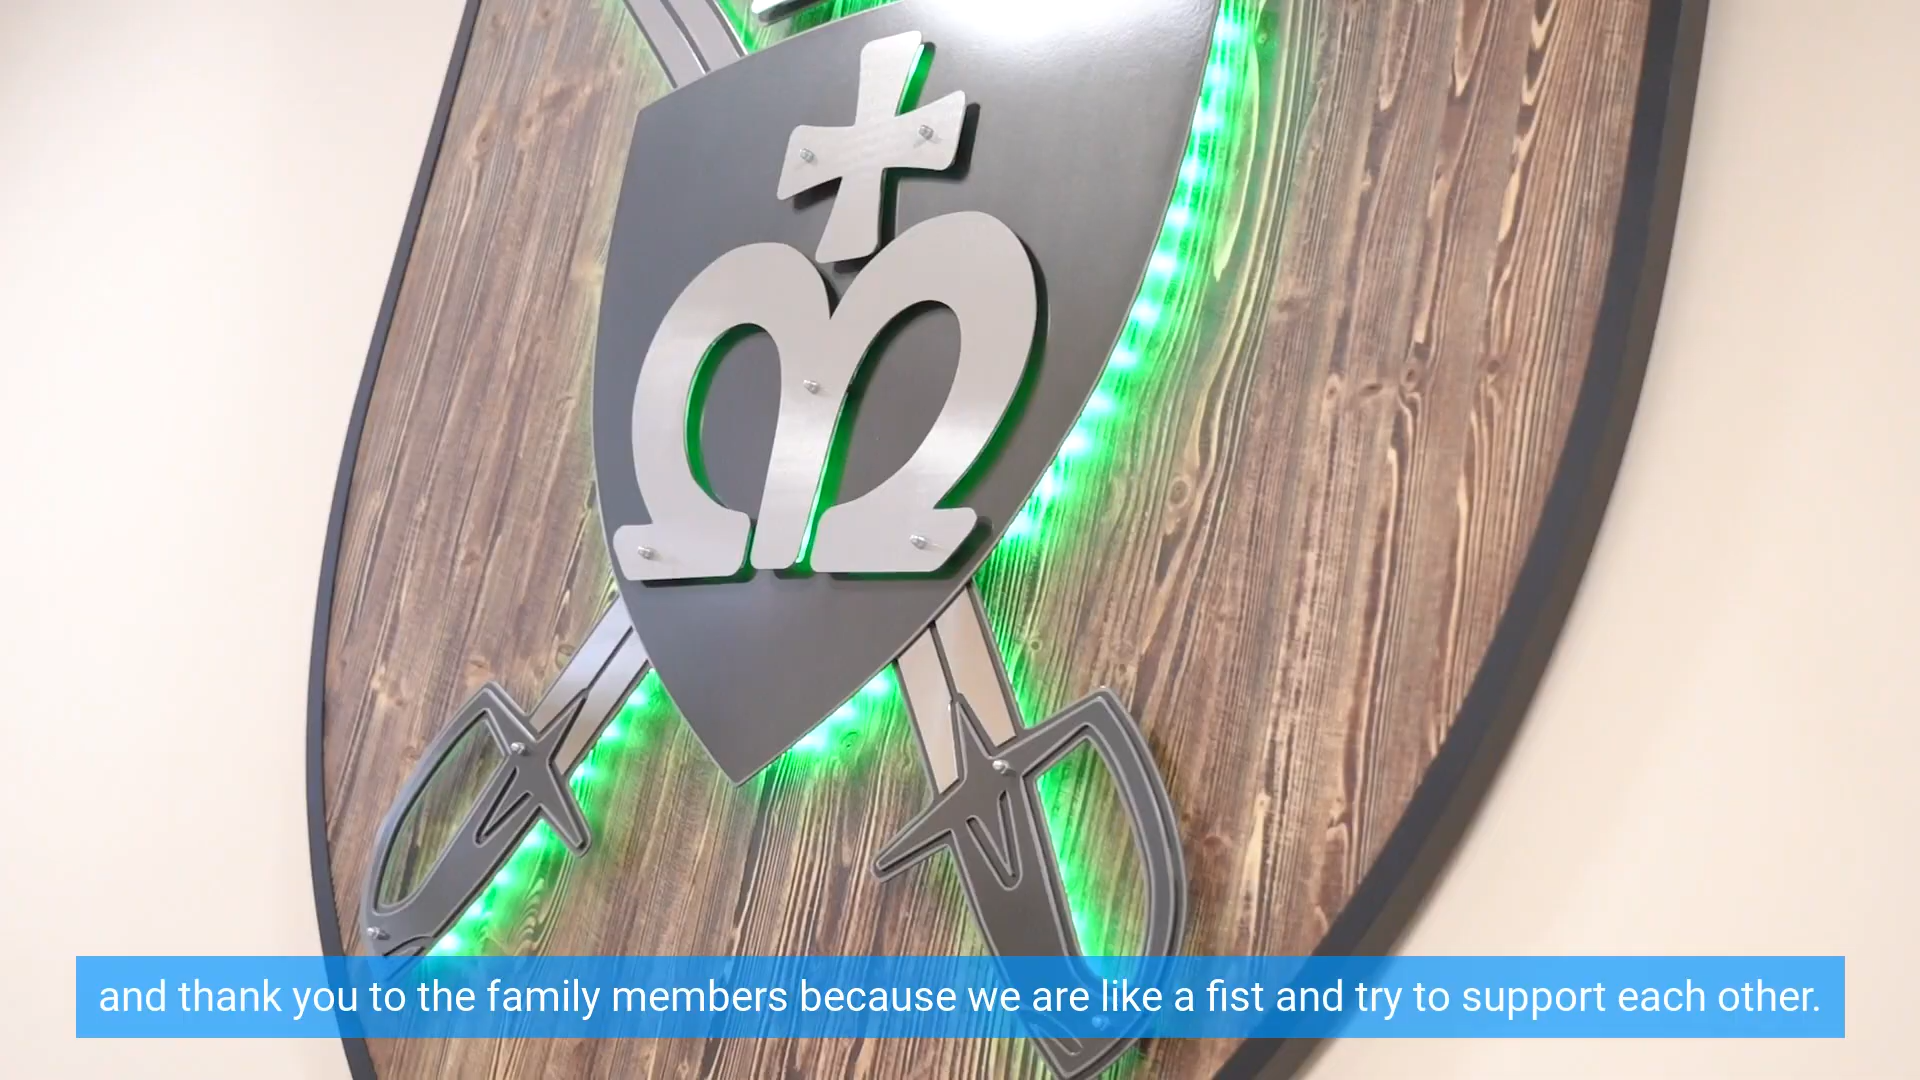 m
and thank you to the family members because we are like a fist and try to support each other.